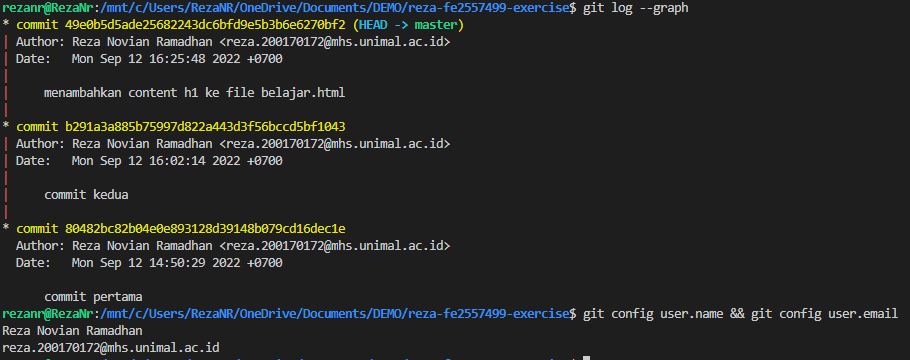 rezanr@RezaNr:/mnt/c/Users/RezaNR/OneDrive/Documents/DEMO/reza-fe2557499-exercise$ git log --graph
* commit 49e0b5d5ade25682243dc6bfd9e5b3b6e6270bf2 (HEAD -> master)
| Author: Reza Novian Ramadhan <reza.200170172@mhs.unimal.ac.id>
| Date:   Mon Sep 12 16:25:48 2022 +0700
|
|     menambahkan content h1 ke file belajar.html
|
* commit b291a3a885b75997d822a443d3f56bccd5bf1043
| Author: Reza Novian Ramadhan <reza.200170172@mhs.unimal.ac.id>
| Date:   Mon Sep 12 16:02:14 2022 +0700
|
|     commit kedua
|
* commit 80482bc82b04e0e893128d39148b079cd16dec1e
  Author: Reza Novian Ramadhan <reza.200170172@mhs.unimal.ac.id>
  Date:   Mon Sep 12 14:50:29 2022 +0700
      commit pertama
rezanr@RezaNr:/mnt/c/Users/RezaNR/OneDrive/Documents/DEMO/reza-fe2557499-exercise$ git config user.name && git config user.email
Reza Novian Ramadhan
reza.200170172@mhs.unimal.ac.id